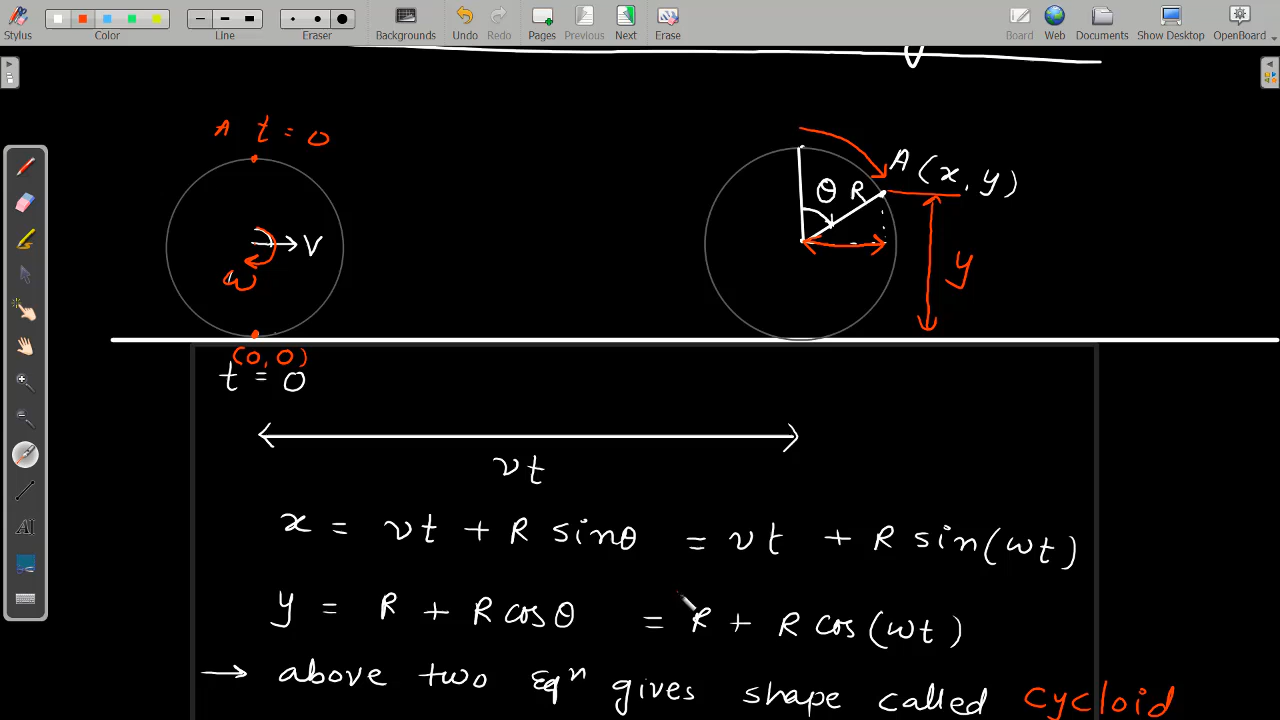 Stylus Color Line Eraser Backgrounds Undo Redo Pages Previous Next Erase Board Web Documents Show Desktop OpenBoard
A t = 0
A(x, y)
θ R
V
ω
y
(0, 0)
t = 0
vt
x = vt + R sinθ = vt + R sin(ωt)
y = R + R cosθ = R + R cos(ωt)
→ above two Eqⁿ gives shape called cycloid